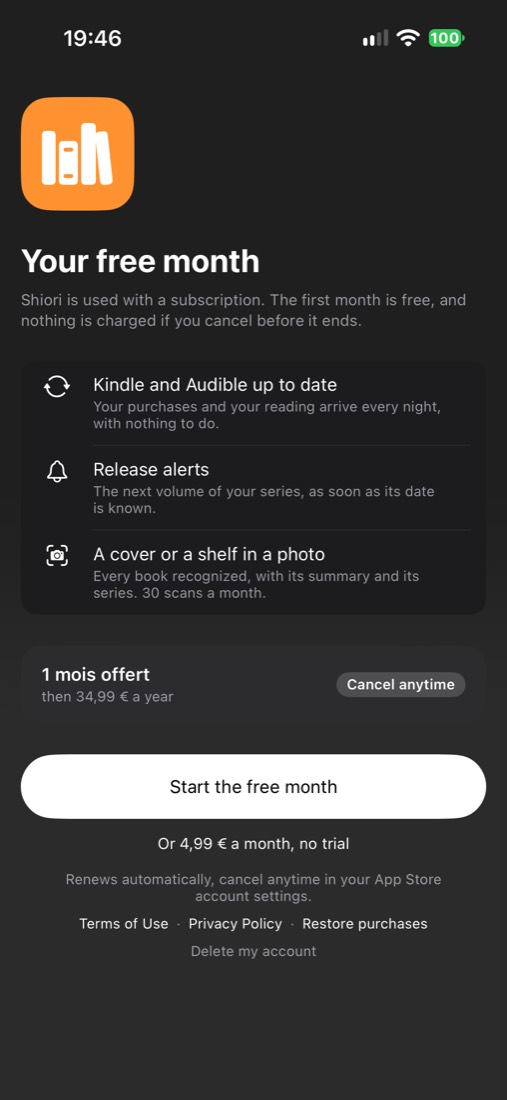 19:46
100
Your free month
Shiori is used with a subscription. The first month is free, and
nothing is charged if you cancel before it ends.
Kindle and Audible up to date
Your purchases and your reading arrive every night,
with nothing to do.
Release alerts
The next volume of your series, as soon as its date
is known.
A cover or a shelf in a photo
Every book recognized, with its summary and its
series. 30 scans a month.
1 mois offert
then 34,99 € a year
Cancel anytime
Start the free month
Or 4,99 € a month, no trial
Renews automatically, cancel anytime in your App Store
account settings.
Terms of Use · Privacy Policy · Restore purchases
Delete my account